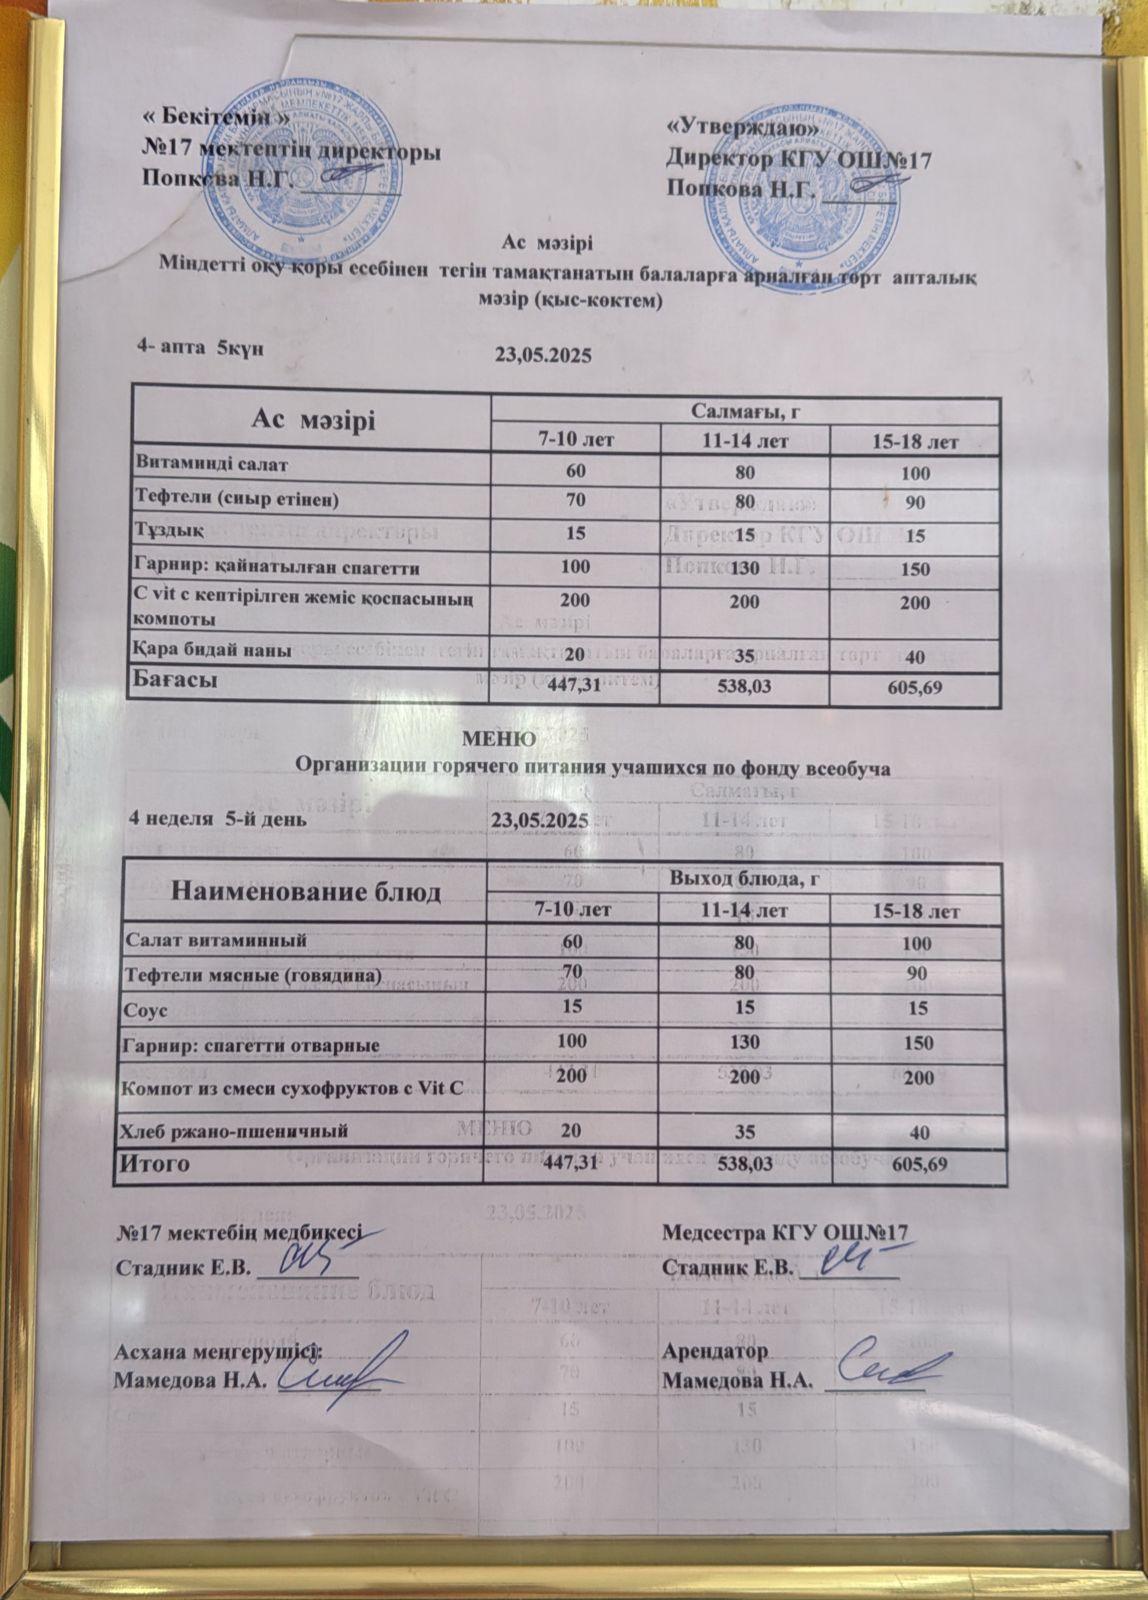 « Бекітемін »
№17 мектептің директоры
Попкова Н.Г.
«Утверждаю»
Директор КГУ ОШ№17
Попкова Н.Г.
Ас мәзірі
Міндетті оқу қоры есебінен тегін тамақтанатын балаларға арналған төрт апталық
мәзір (қыс-көктем)
4- апта 5күн 23,05.2025
Ас мәзірі Салмағы, г
7-10 лет 11-14 лет 15-18 лет
Витаминді салат 60 80 100
Тефтели (сиыр етінен) 70 80 90
Тұздық 15 15 15
Гарнир: қайнатылған спагетти 100 130 150
С vit с кептірілген жеміс қоспасының 200 200 200
компоты
Қара бидай наны 20 35 40
Бағасы 447,31 538,03 605,69
МЕНЮ
Организации горячего питания учашихся по фонду всеобуча
4 неделя 5-й день 23,05.2025
Наименование блюд Выход блюда, г
7-10 лет 11-14 лет 15-18 лет
Салат витаминный 60 80 100
Тефтели мясные (говядина) 70 80 90
Соус 15 15 15
Гарнир: спагетти отварные 100 130 150
Компот из смеси сухофруктов с Vit C 200 200 200
Хлеб ржано-пшеничный 20 35 40
Итого 447,31 538,03 605,69
№17 мектебің медбикесі
Стадник Е.В.
Медсестра КГУ ОШ№17
Стадник Е.В.
Асхана меңгерушісі:
Мамедова Н.А.
Арендатор
Мамедова Н.А.